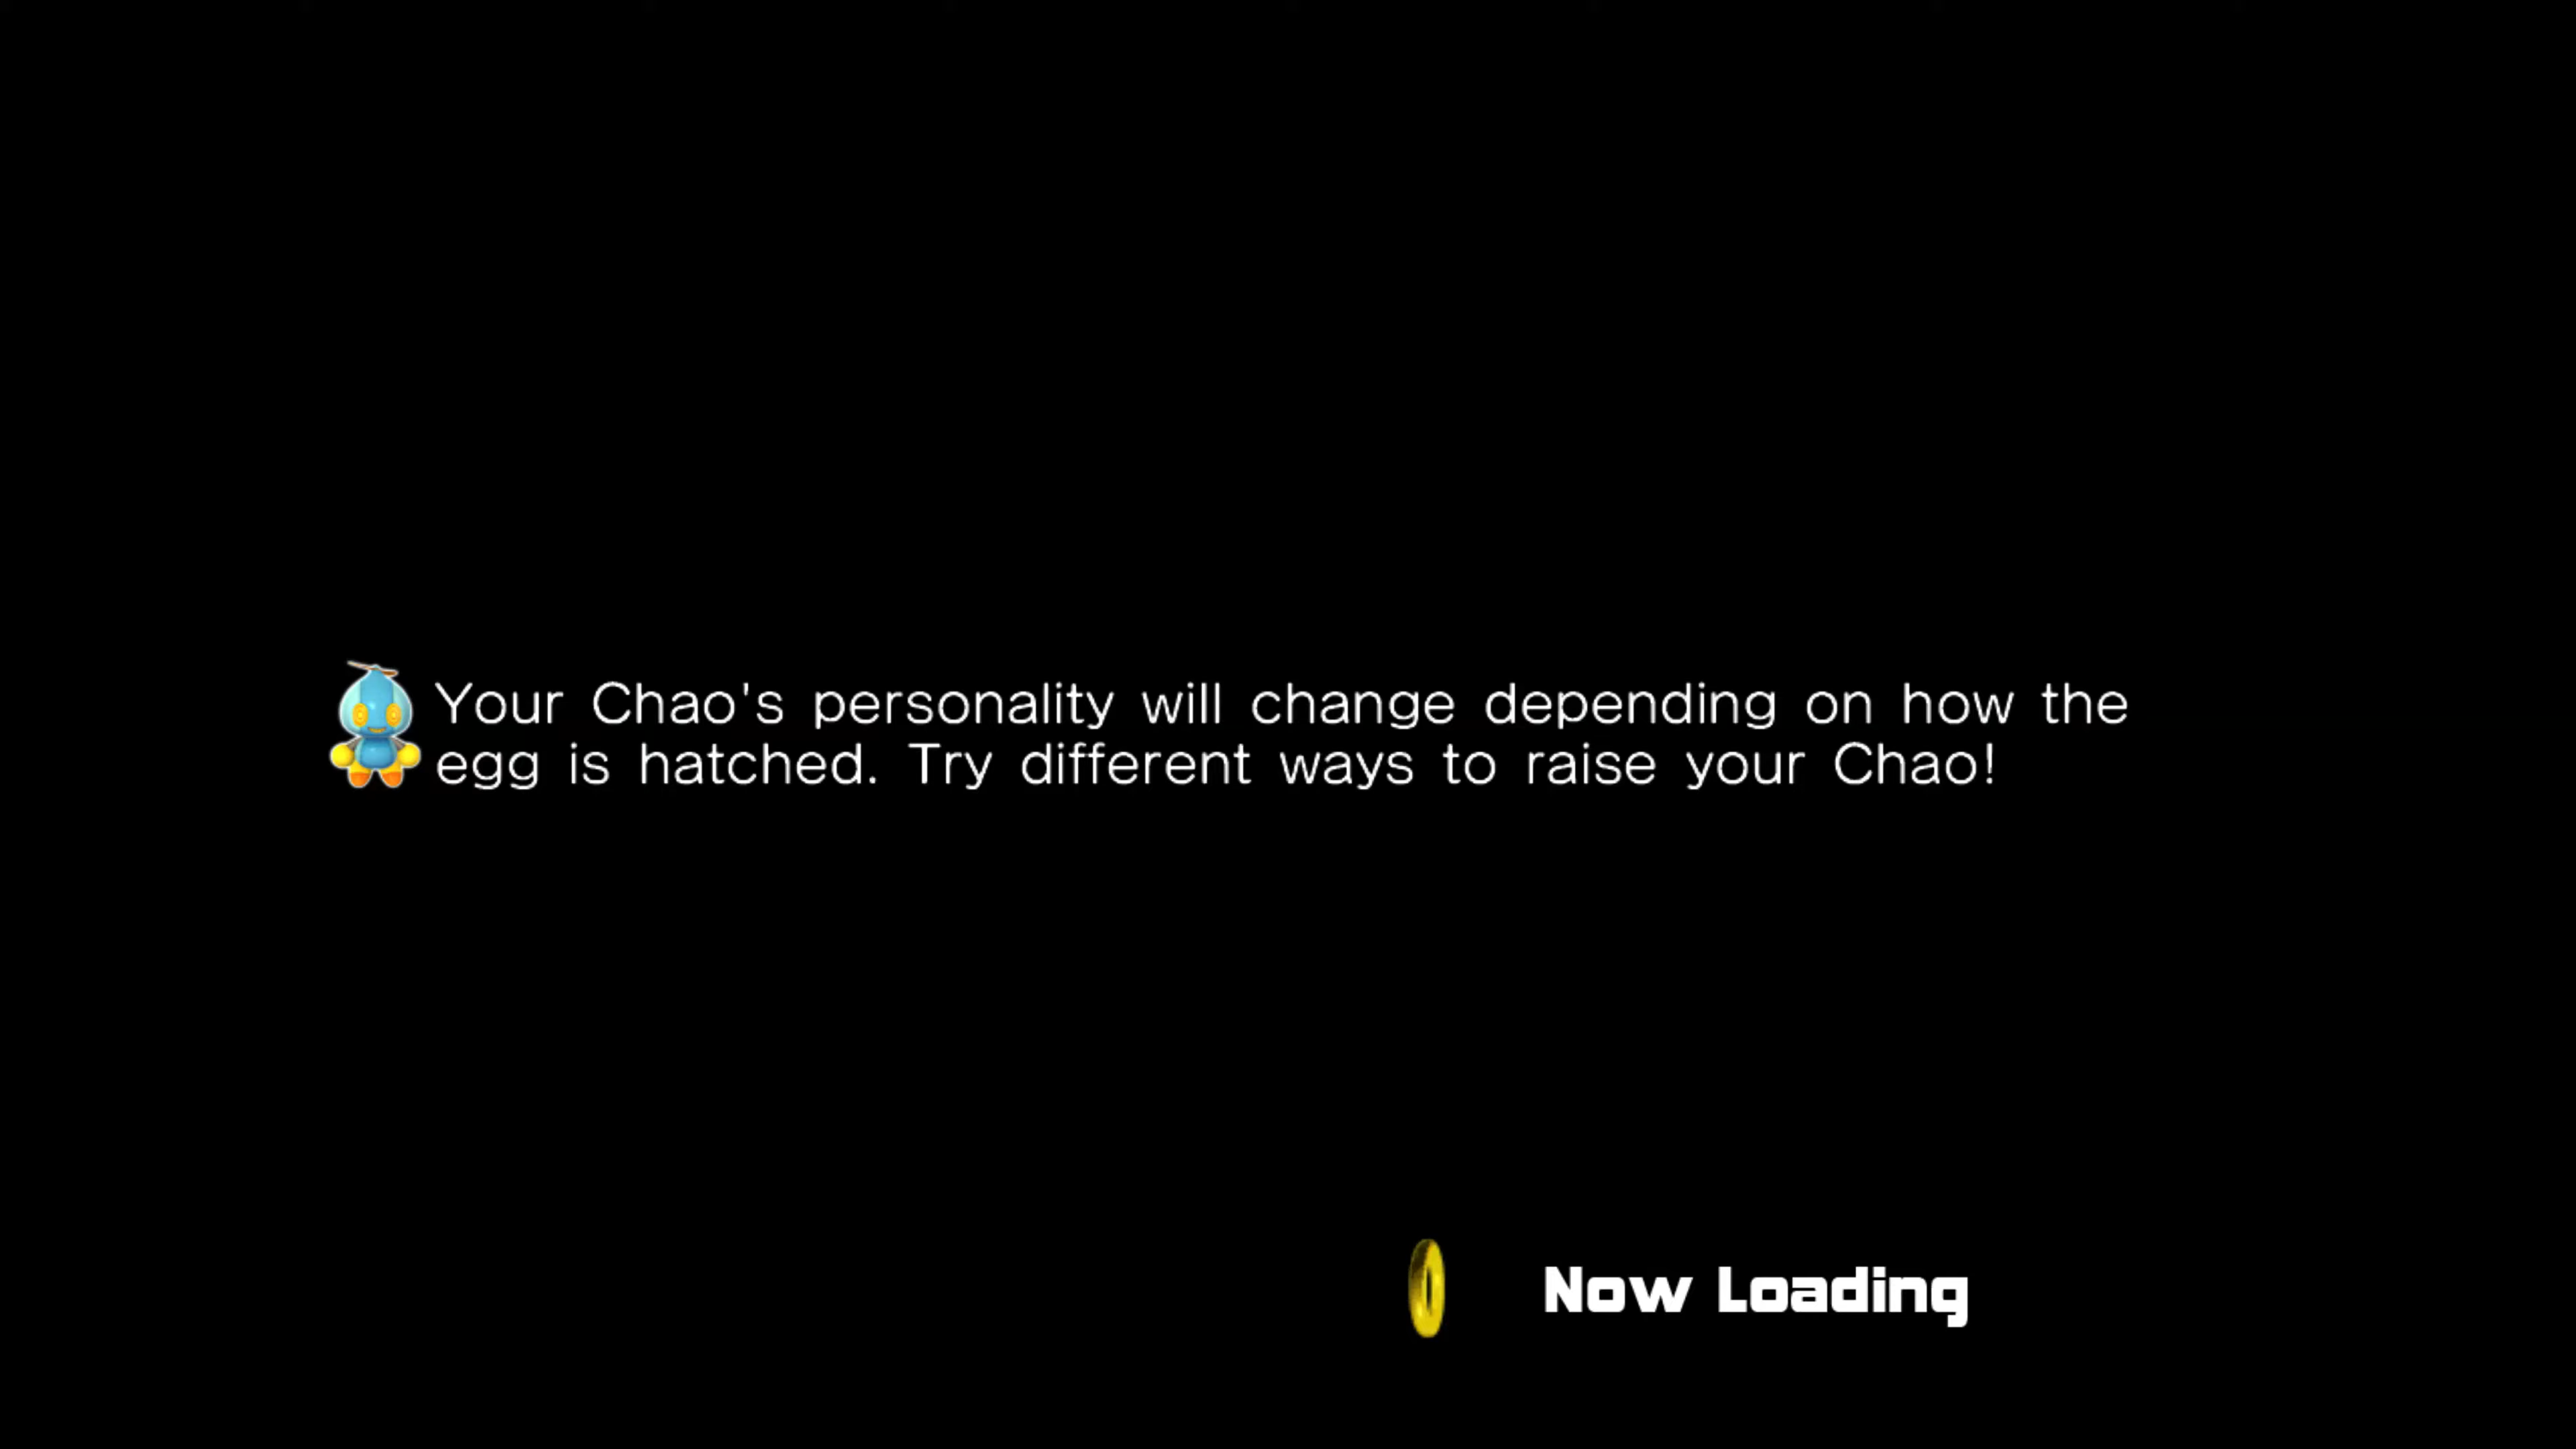 Your Chao's personality will change depending on how the
egg is hatched. Try different ways to raise your Chao!
Now Loading